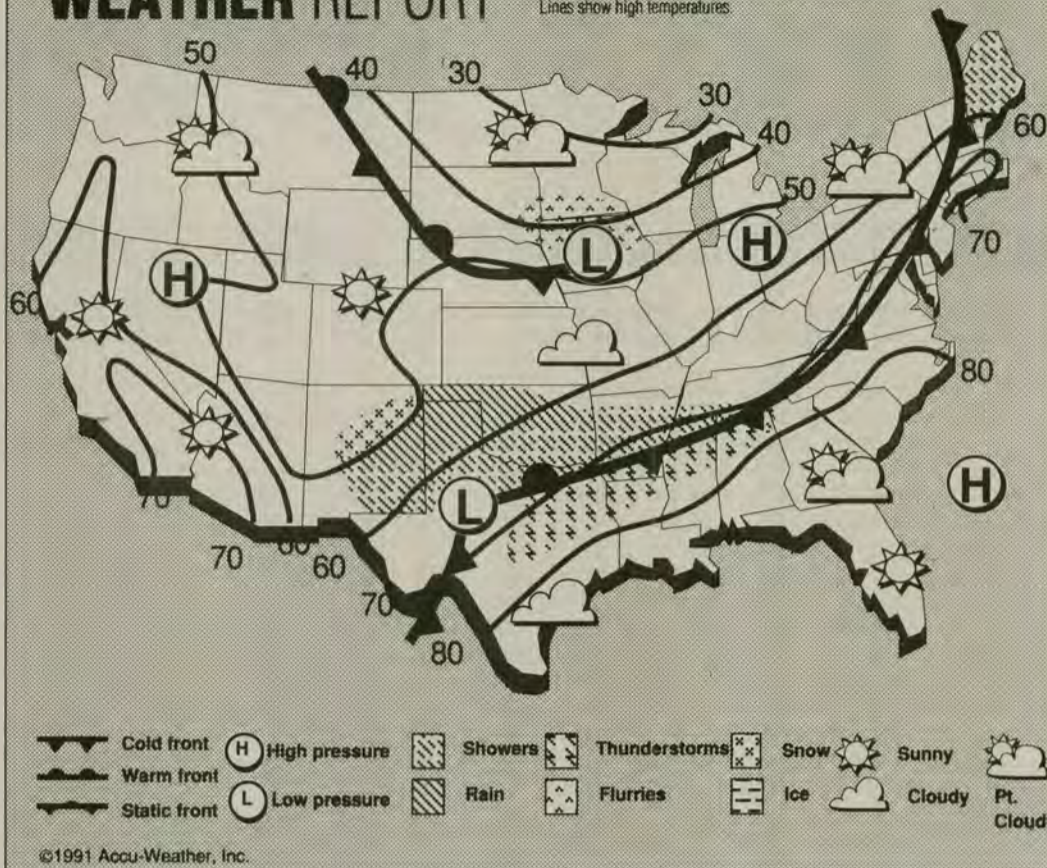 WEATHER REPORT
Lines show high temperatures.
50
40
30
30
40
60
50
70
H
L
H
60
80
H
L
70
70
60
60
70
80
Cold front
H High pressure
Showers
Thunderstorms
Snow
Sunny
Warm front
L Low pressure
Rain
Flurries
Ice
Cloudy
Pt.
Static front
Cloud
©1991 Accu-Weather, Inc.